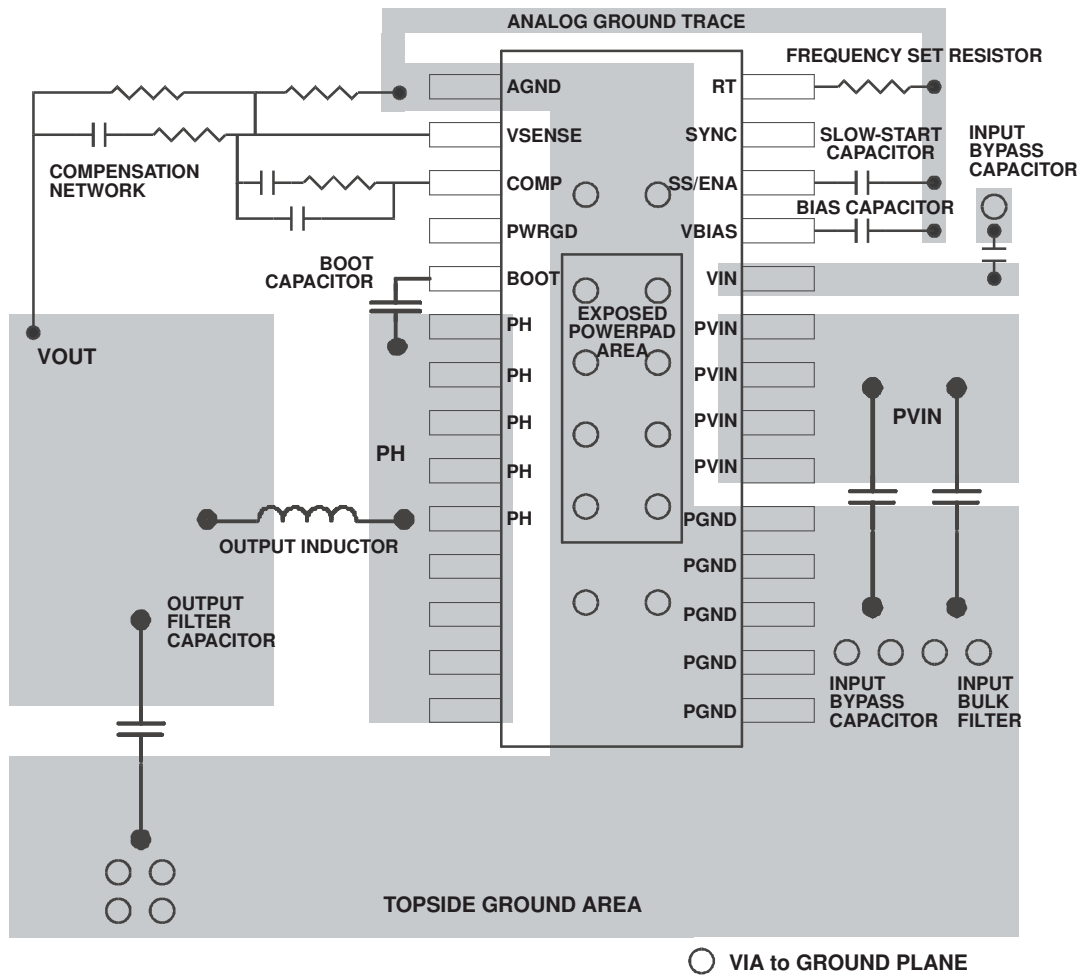 ANALOG GROUND TRACE
FREQUENCY SET RESISTOR
AGND
RT
VSENSE
SYNC
SLOW-START
CAPACITOR
INPUT
BYPASS
CAPACITOR
COMPENSATION
NETWORK
COMP
SS/ENA
BIAS CAPACITOR
PWRGD
VBIAS
BOOT
CAPACITOR
BOOT
VIN
EXPOSED
POWERPAD
AREA
PH
PVIN
VOUT
PH
PVIN
PVIN
PH
PVIN
PH
PH
PVIN
PH
PGND
OUTPUT INDUCTOR
PGND
OUTPUT
FILTER
CAPACITOR
PGND
PGND
INPUT
BYPASS
CAPACITOR
INPUT
BULK
FILTER
PGND
TOPSIDE GROUND AREA
VIA to GROUND PLANE